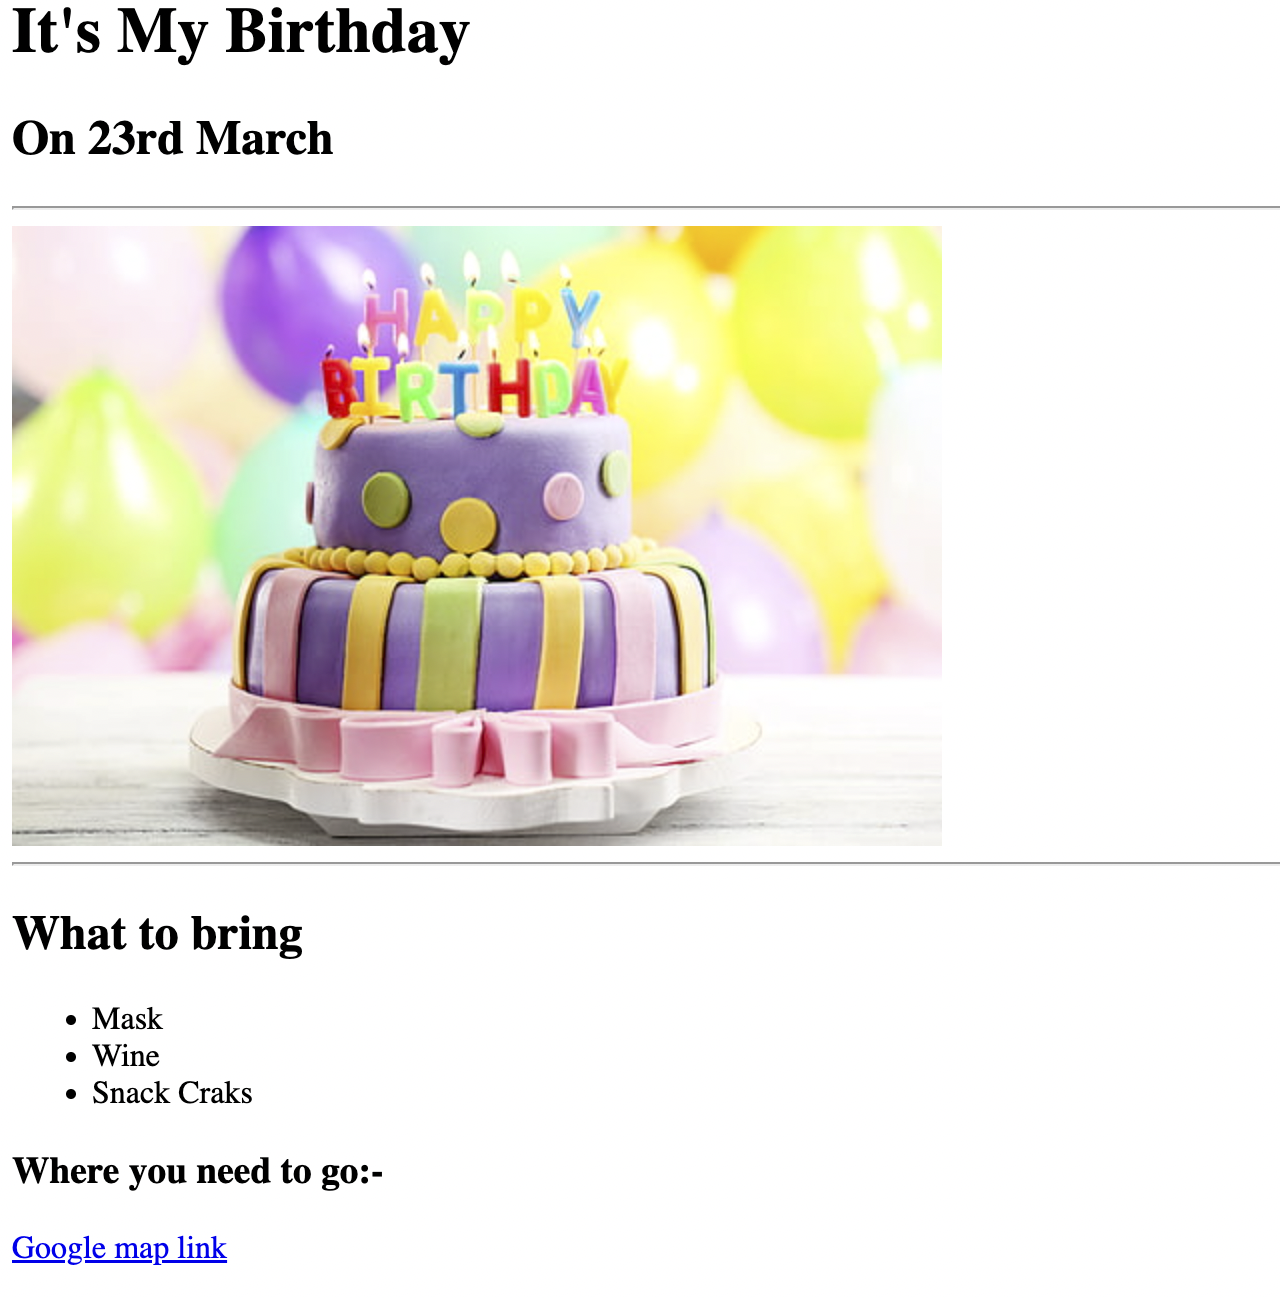 It's My Birthday
On 23rd March
HAPPY
BIRTHDAY
What to bring
Mask
Wine
Snack Craks
Where you need to go:-
Google map link